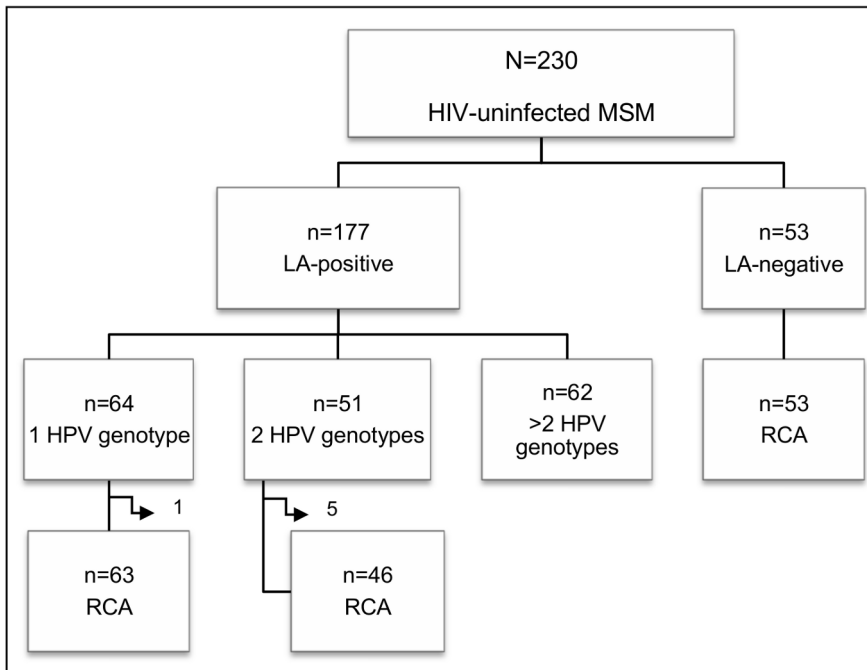 N=230
HIV-uninfected MSM
n=177
LA-positive
n=53
LA-negative
n=64
1 HPV genotype
n=51
2 HPV genotypes
n=62
>2 HPV
genotypes
n=53
RCA
1
5
n=63
RCA
n=46
RCA